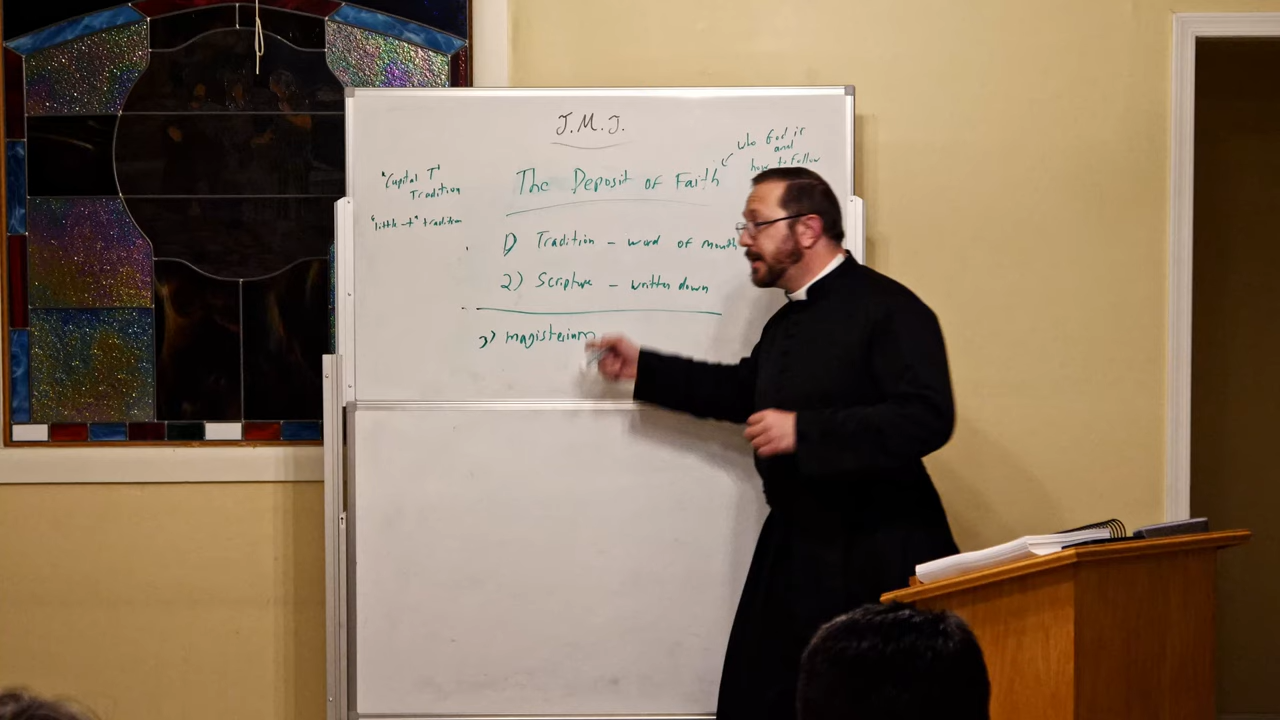 J.M.J.
who God is
and
how to follow
"Capital T"
Tradition
The Deposit of Faith
"little-t" tradition
1) Tradition - word of mouth
2) Scripture - written down
3) magisterium